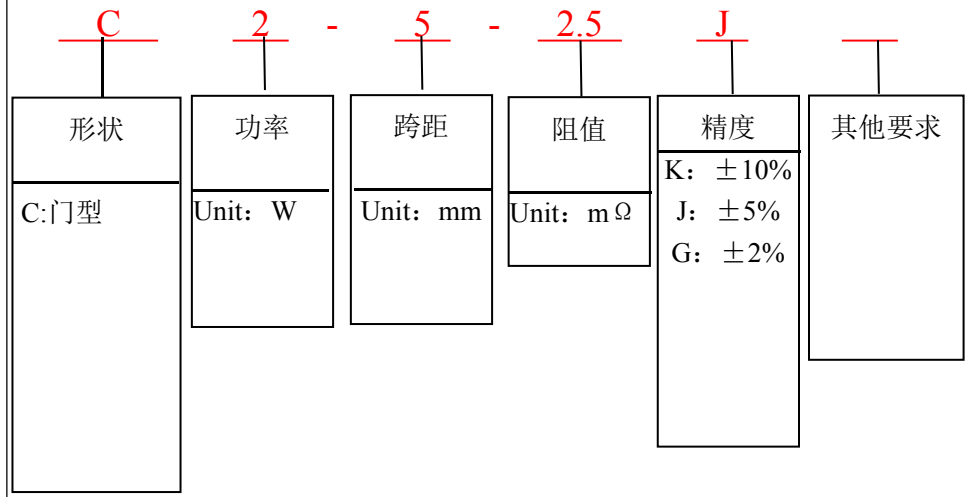 C 2 - 5 - 2.5 J
形状 功率 跨距 阻值 精度 其他要求
C:门型 Unit：W Unit：mm Unit：mΩ K：±10%
J：±5%
G：±2%